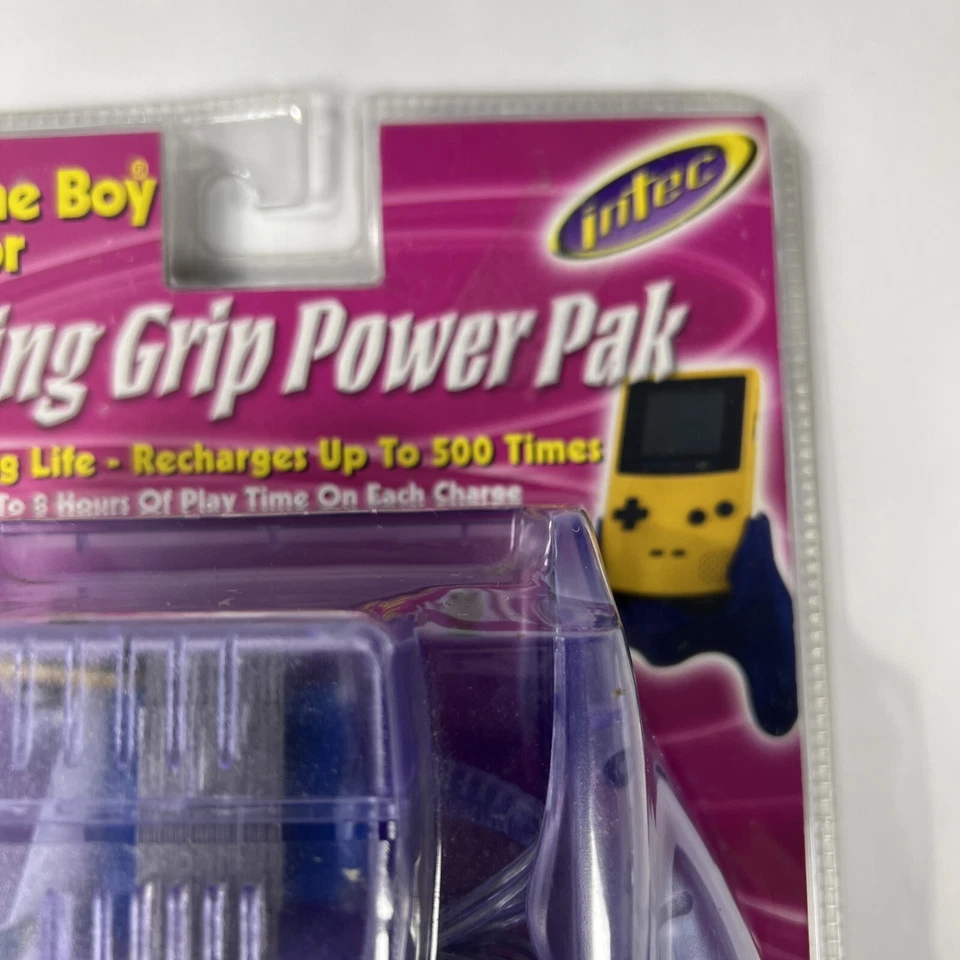 ne Boy®
or
intec
ing Grip Power Pak
g Life - Recharges Up To 500 Times
To 8 Hours Of Play Time On Each Charge